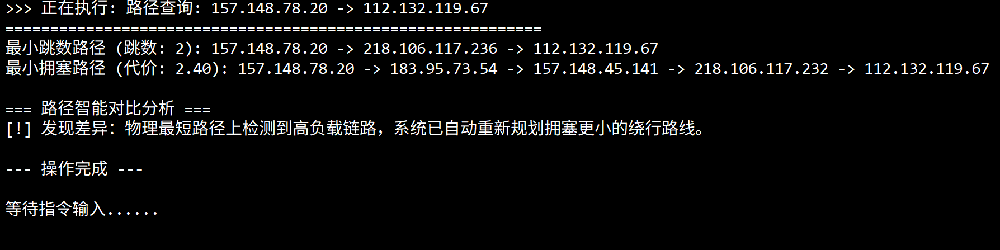 >>> 正在执行: 路径查询: 157.148.78.20 -> 112.132.119.67
============================================================
最小跳数路径 (跳数: 2): 157.148.78.20 -> 218.106.117.236 -> 112.132.119.67
最小拥塞路径 (代价: 2.40): 157.148.78.20 -> 183.95.73.54 -> 157.148.45.141 -> 218.106.117.232 -> 112.132.119.67
=== 路径智能对比分析 ===
[!] 发现差异：物理最短路径上检测到高负载链路，系统已自动重新规划拥塞更小的绕行路线。
--- 操作完成 ---
等待指令输入......